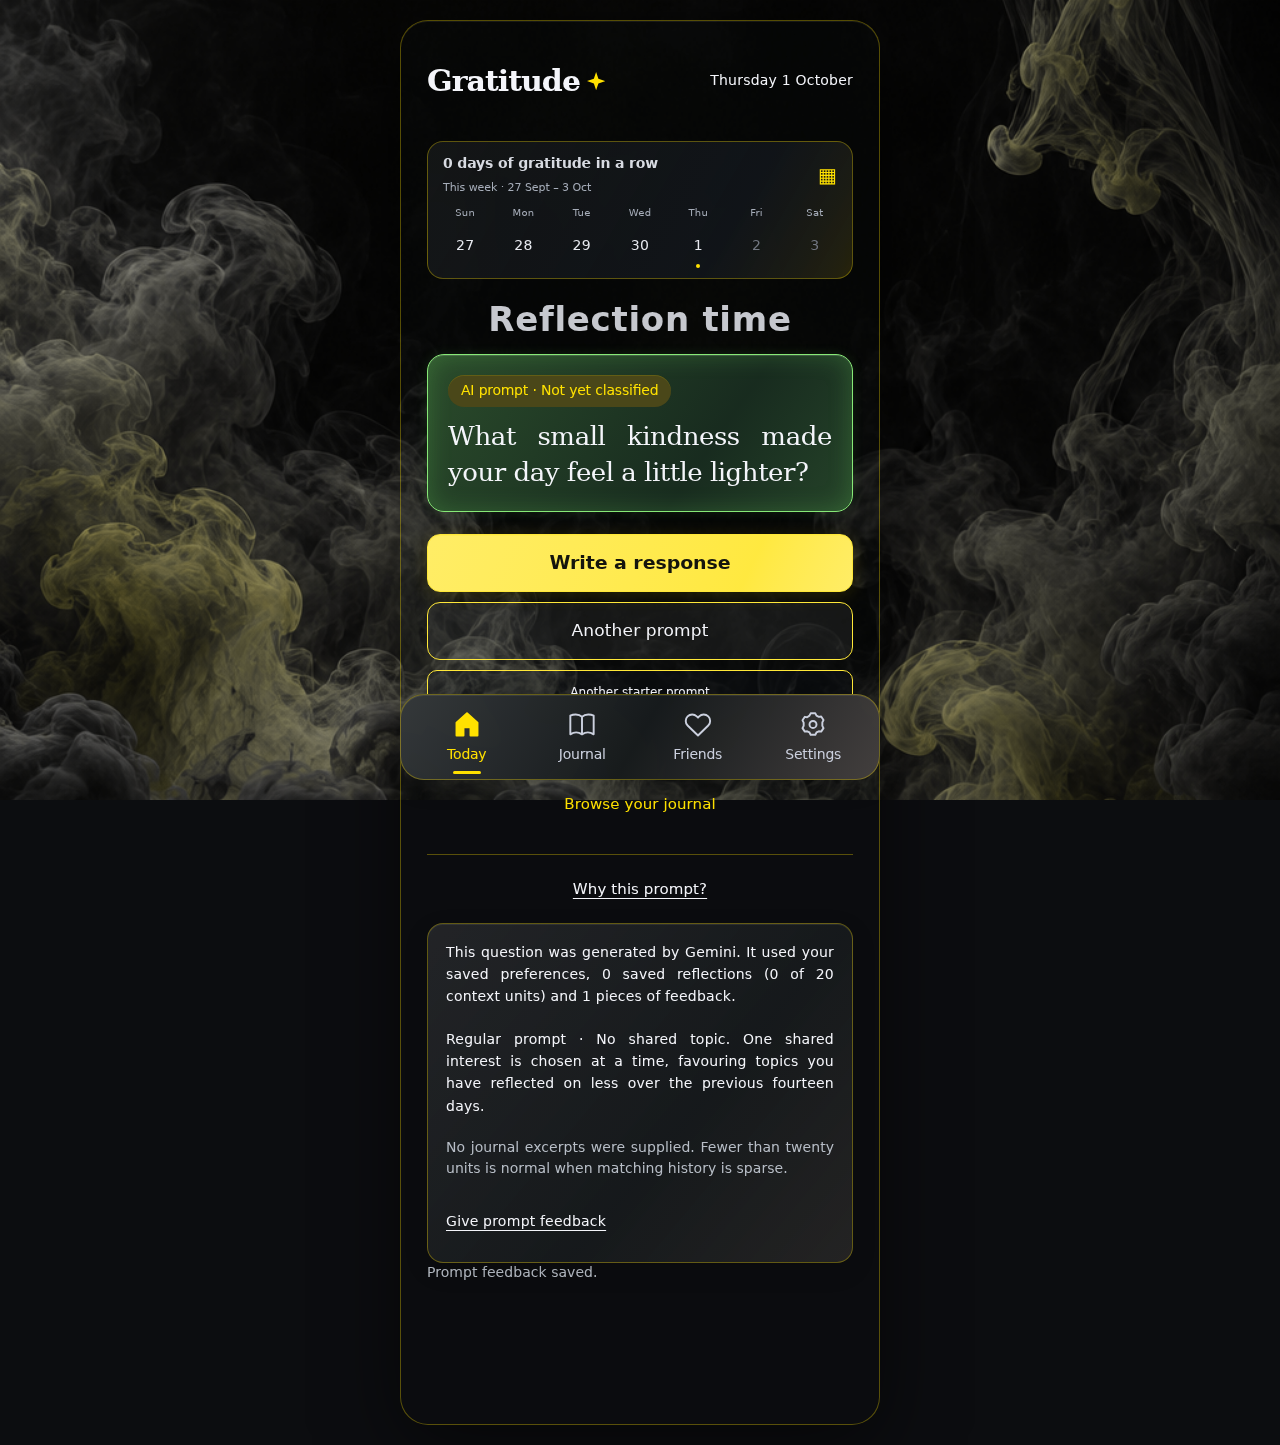 Gratitude
Thursday 1 October
0 days of gratitude in a row
This week · 27 Sept – 3 Oct
Sun Mon Tue Wed Thu Fri Sat
27 28 29 30 1 2 3
Reflection time
AI prompt · Not yet classified
What small kindness made
your day feel a little lighter?
Write a response
Another prompt
Another starter prompt
Today Journal Friends Settings
Browse your journal
Why this prompt?
This question was generated by Gemini. It used your
saved preferences, 0 saved reflections (0 of 20
context units) and 1 pieces of feedback.
Regular prompt · No shared topic. One shared
interest is chosen at a time, favouring topics you
have reflected on less over the previous fourteen
days.
No journal excerpts were supplied. Fewer than twenty
units is normal when matching history is sparse.
Give prompt feedback
Prompt feedback saved.